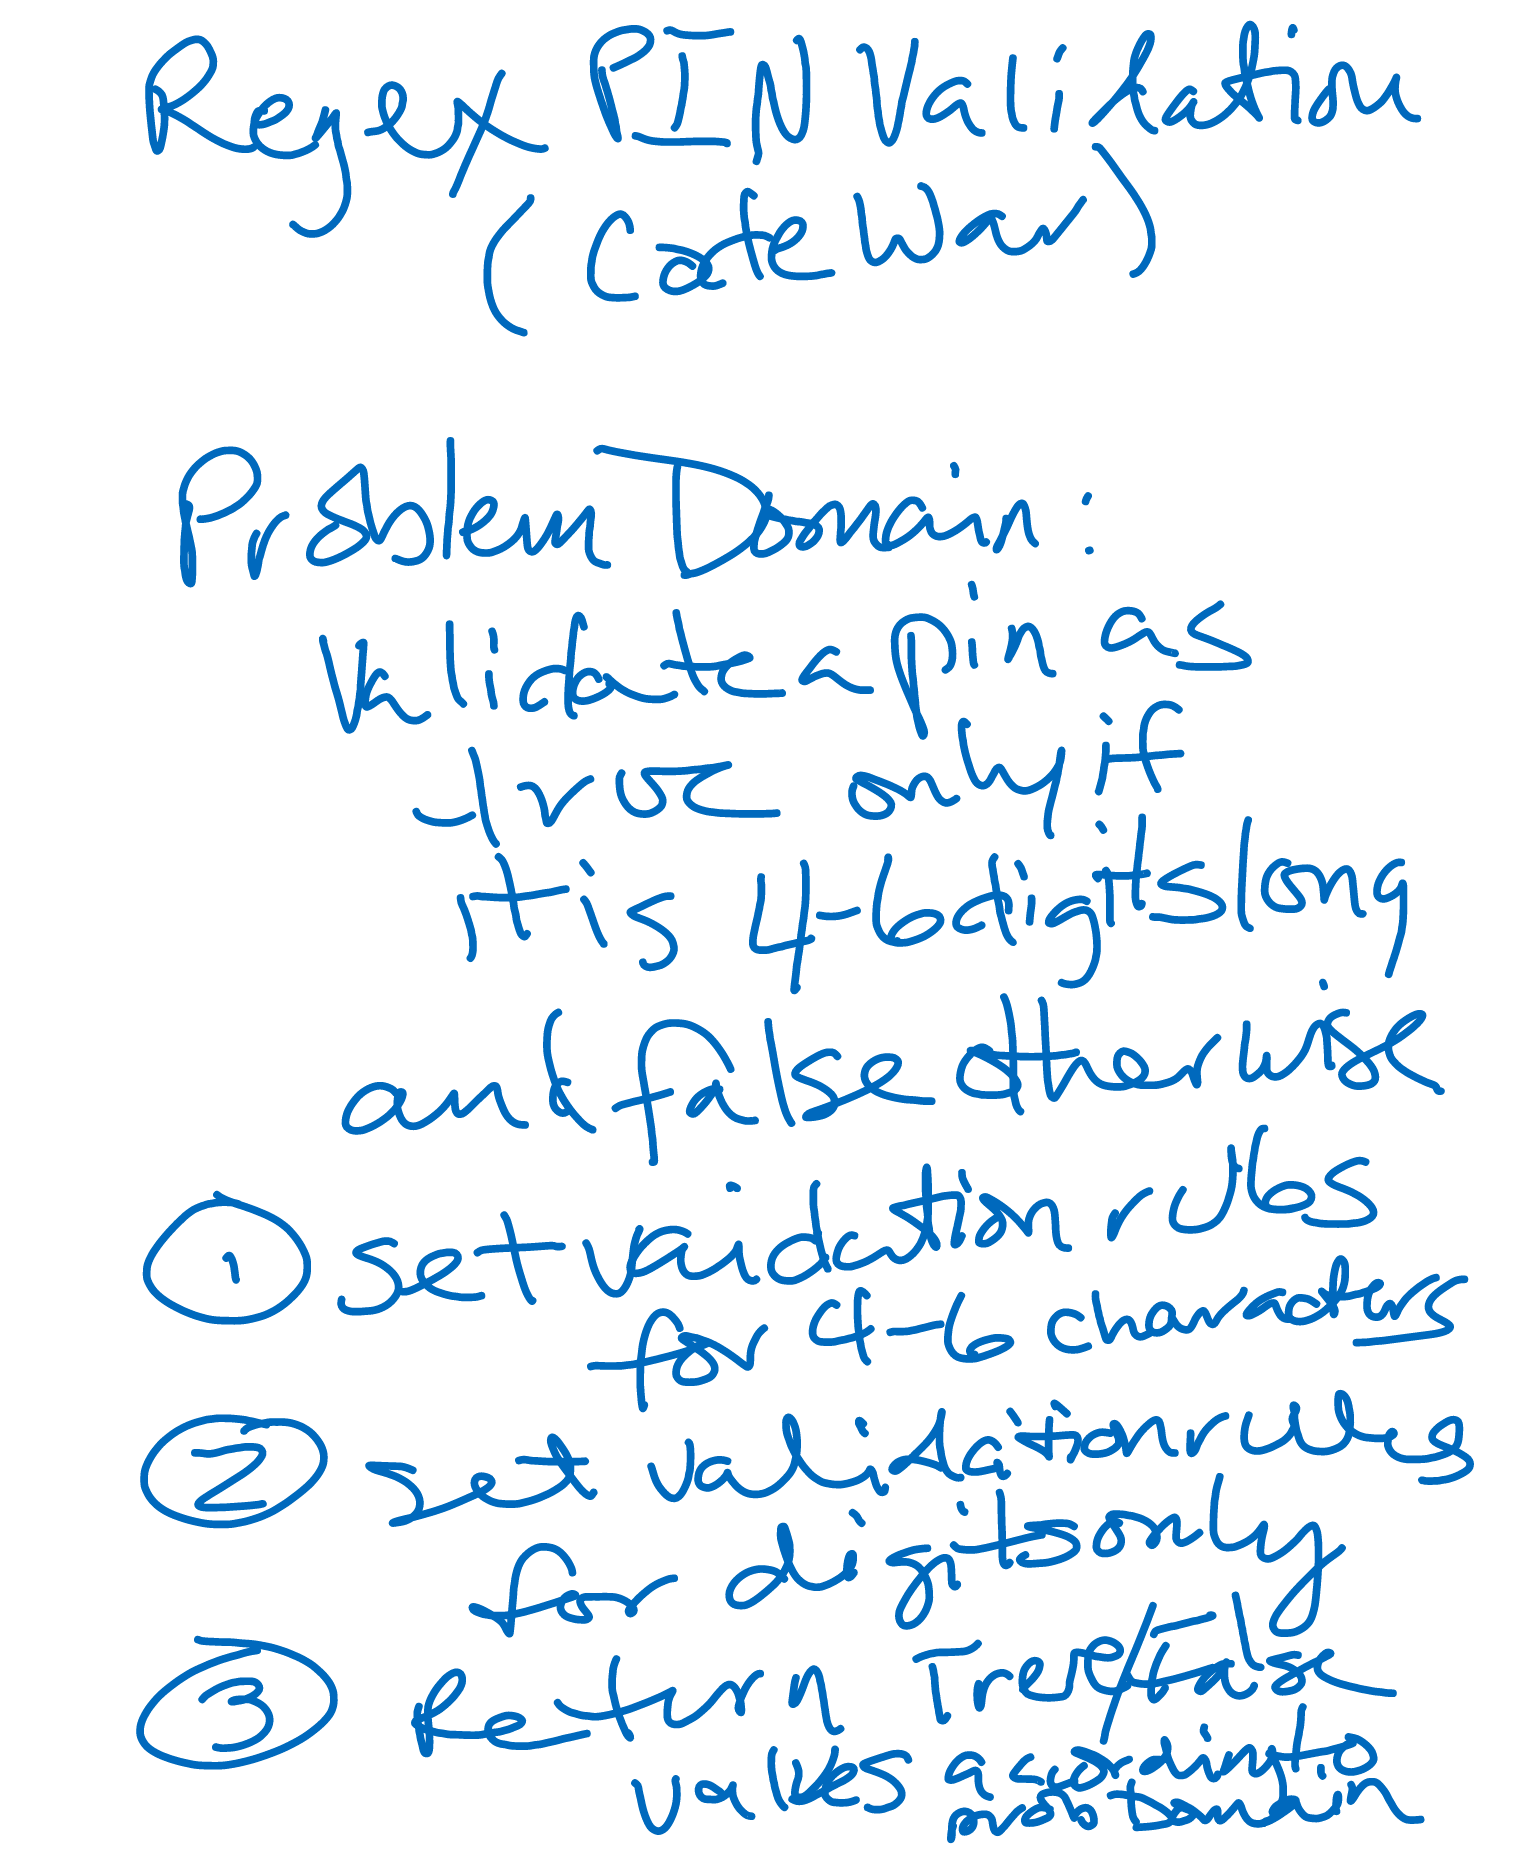 Regex PIN Validation
(Cate War)
Problem Domain:
Validate a pin as
true only if
it is 4-6 digits long
and false otherwise
① set validation rules
for 4-6 characters
② set validation rules
for digits only
③ Return True/False
values according to
prob Domain